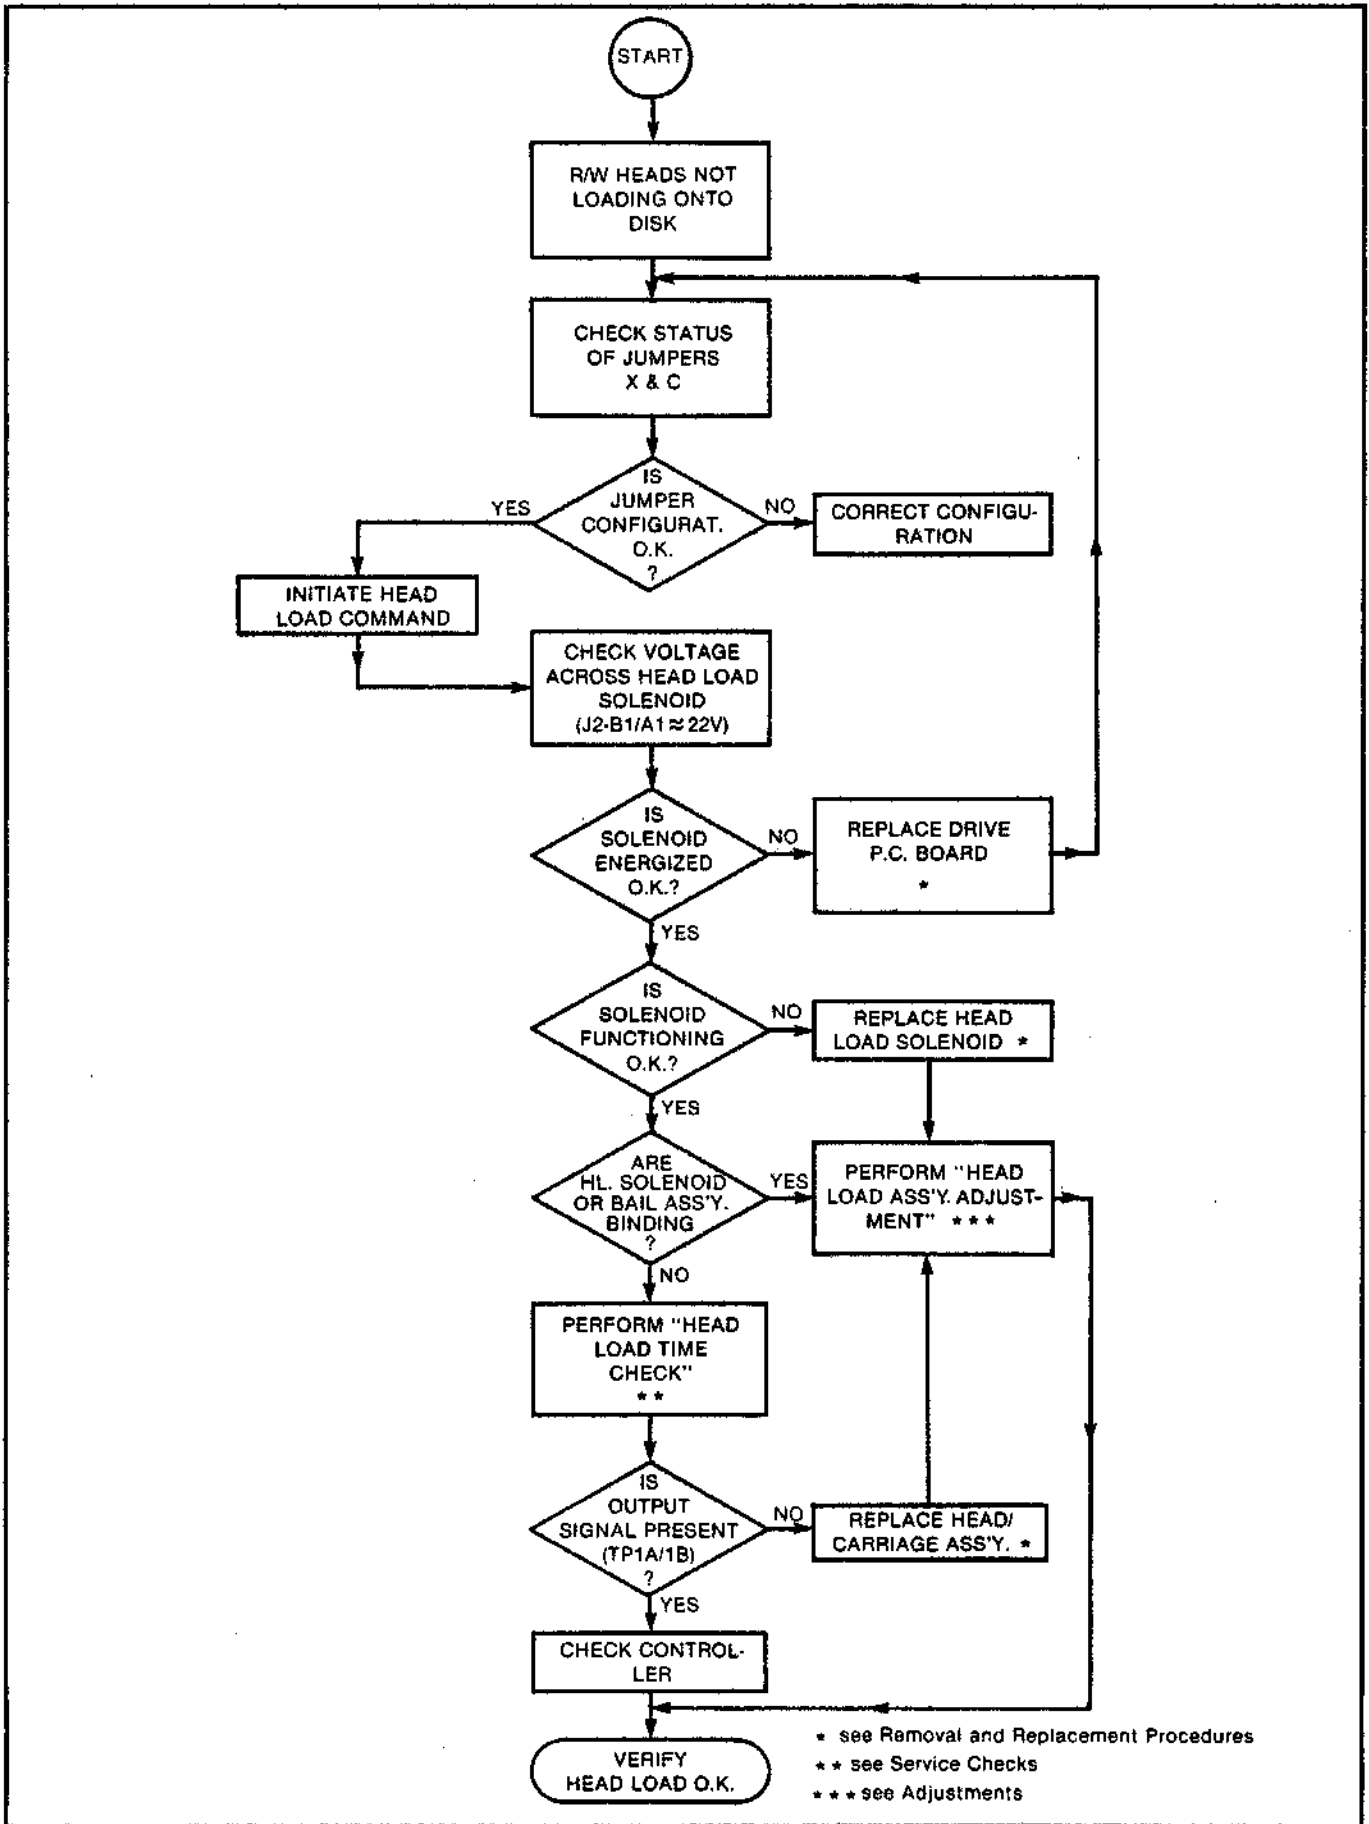 START
R/W HEADS NOT
LOADING ONTO
DISK
CHECK STATUS
OF JUMPERS
X & C
IS
JUMPER
CONFIGURAT.
O.K.
?
YES
NO
CORRECT CONFIGU-
RATION
INITIATE HEAD
LOAD COMMAND
CHECK VOLTAGE
ACROSS HEAD LOAD
SOLENOID
(J2-B1/A1≈22V)
IS
SOLENOID
ENERGIZED
O.K.?
NO
REPLACE DRIVE
P.C. BOARD
*
YES
IS
SOLENOID
FUNCTIONING
O.K.?
NO
REPLACE HEAD
LOAD SOLENOID *
YES
ARE
HL. SOLENOID
OR BAIL ASS'Y.
BINDING
?
YES
PERFORM "HEAD
LOAD ASS'Y. ADJUST-
MENT" * * *
NO
PERFORM "HEAD
LOAD TIME
CHECK"
* *
IS
OUTPUT
SIGNAL PRESENT
(TP1A/1B)
?
NO
REPLACE HEAD/
CARRIAGE ASS'Y. *
YES
CHECK CONTROL-
LER
VERIFY
HEAD LOAD O.K.
* see Removal and Replacement Procedures
* * see Service Checks
* * * see Adjustments